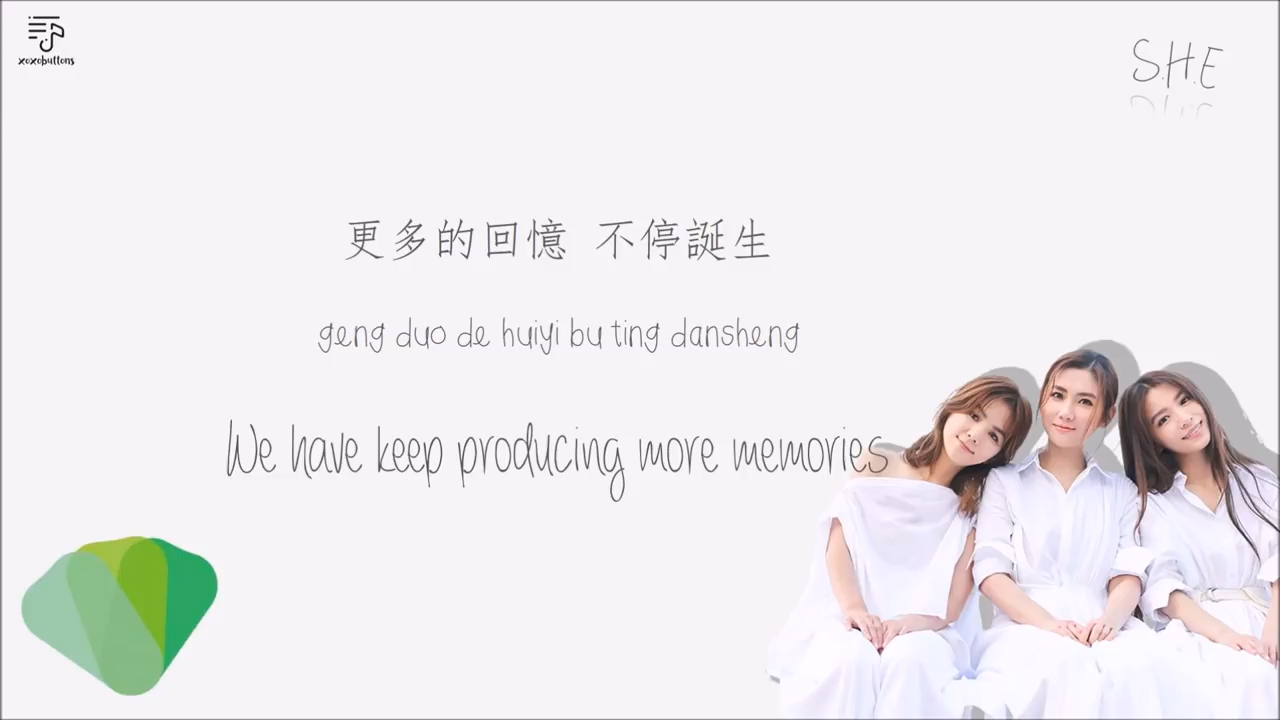 xoxobuttons
S.H.E
更多的回憶 不停誕生
geng duo de huiyi bu ting dansheng
We have keep producing more memories